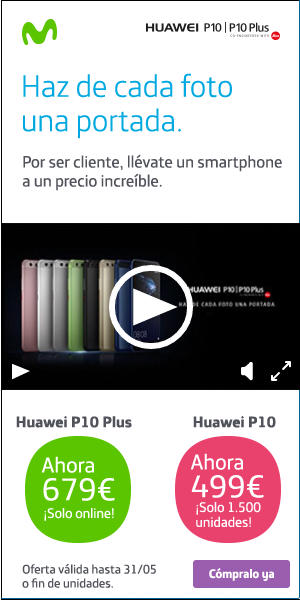 HUAWEI P10 | P10 Plus
CO-ENGINEERED WITH
Haz de cada foto
una portada.
Por ser cliente, llévate un smartphone
a un precio increíble.
HUAWEI P10 | P10 Plus
HAZ DE CADA FOTO UNA PORTADA
Huawei P10 Plus
Ahora
679€
¡Solo online!
Huawei P10
Ahora
499€
¡Solo 1.500
unidades!
Oferta válida hasta 31/05
o fin de unidades.
Cómpralo ya